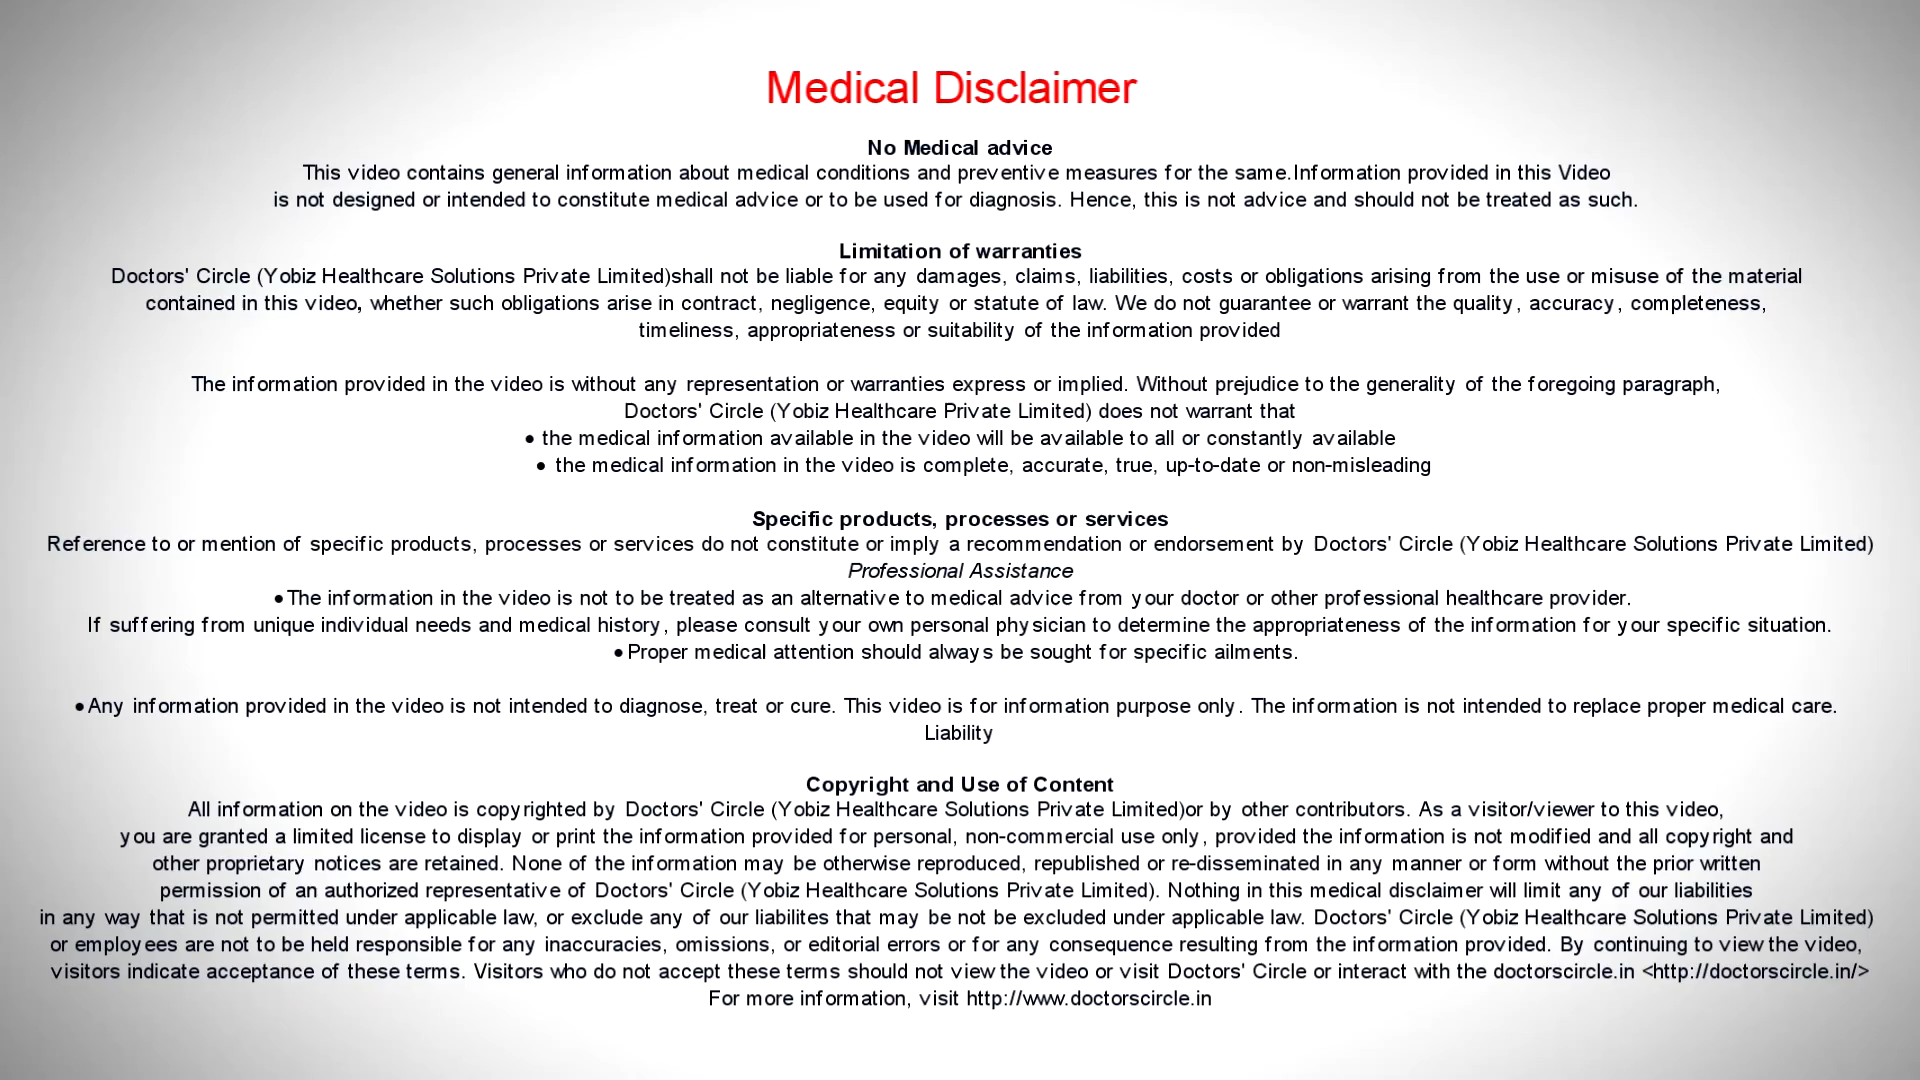 Medical Disclaimer
No Medical advice
This video contains general information about medical conditions and preventive measures for the same.Information provided in this Video
is not designed or intended to constitute medical advice or to be used for diagnosis. Hence, this is not advice and should not be treated as such.
Limitation of warranties
Doctors' Circle (Yobiz Healthcare Solutions Private Limited)shall not be liable for any damages, claims, liabilities, costs or obligations arising from the use or misuse of the material
contained in this video, whether such obligations arise in contract, negligence, equity or statute of law. We do not guarantee or warrant the quality, accuracy, completeness,
timeliness, appropriateness or suitability of the information provided
The information provided in the video is without any representation or warranties express or implied. Without prejudice to the generality of the foregoing paragraph,
Doctors' Circle (Yobiz Healthcare Private Limited) does not warrant that
• the medical information available in the video will be available to all or constantly available
• the medical information in the video is complete, accurate, true, up-to-date or non-misleading
Specific products, processes or services
Reference to or mention of specific products, processes or services do not constitute or imply a recommendation or endorsement by Doctors' Circle (Yobiz Healthcare Solutions Private Limited)
Professional Assistance
•The information in the video is not to be treated as an alternative to medical advice from your doctor or other professional healthcare provider.
If suffering from unique individual needs and medical history, please consult your own personal physician to determine the appropriateness of the information for your specific situation.
•Proper medical attention should always be sought for specific ailments.
•Any information provided in the video is not intended to diagnose, treat or cure. This video is for information purpose only. The information is not intended to replace proper medical care.
Liability
Copyright and Use of Content
All information on the video is copyrighted by Doctors' Circle (Yobiz Healthcare Solutions Private Limited)or by other contributors. As a visitor/viewer to this video,
you are granted a limited license to display or print the information provided for personal, non-commercial use only, provided the information is not modified and all copyright and
other proprietary notices are retained. None of the information may be otherwise reproduced, republished or re-disseminated in any manner or form without the prior written
permission of an authorized representative of Doctors' Circle (Yobiz Healthcare Solutions Private Limited). Nothing in this medical disclaimer will limit any of our liabilities
in any way that is not permitted under applicable law, or exclude any of our liabilites that may be not be excluded under applicable law. Doctors' Circle (Yobiz Healthcare Solutions Private Limited)
or employees are not to be held responsible for any inaccuracies, omissions, or editorial errors or for any consequence resulting from the information provided. By continuing to view the video,
visitors indicate acceptance of these terms. Visitors who do not accept these terms should not view the video or visit Doctors' Circle or interact with the doctorscircle.in <http://doctorscircle.in/>
For more information, visit http://www.doctorscircle.in